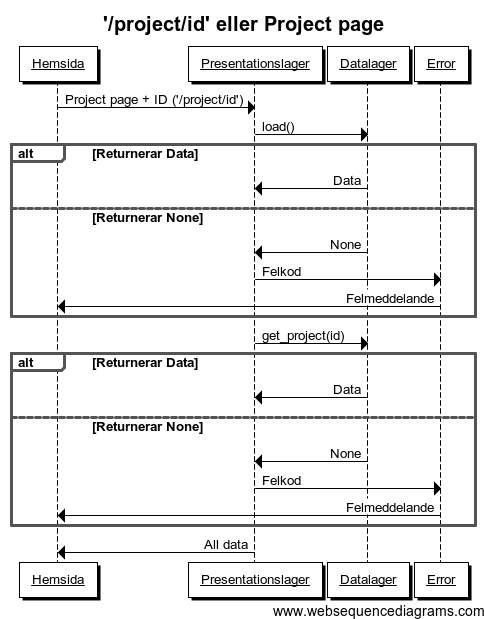 '/project/id' eller Project page
Hemsida Presentationslager Datalager Error
Project page + ID ('/project/id')
load()
alt [Returnerar Data]
Data
[Returnerar None]
None
Felkod
Felmeddelande
get_project(id)
alt [Returnerar Data]
Data
[Returnerar None]
None
Felkod
Felmeddelande
All data
Hemsida Presentationslager Datalager Error
www.websequencediagrams.com